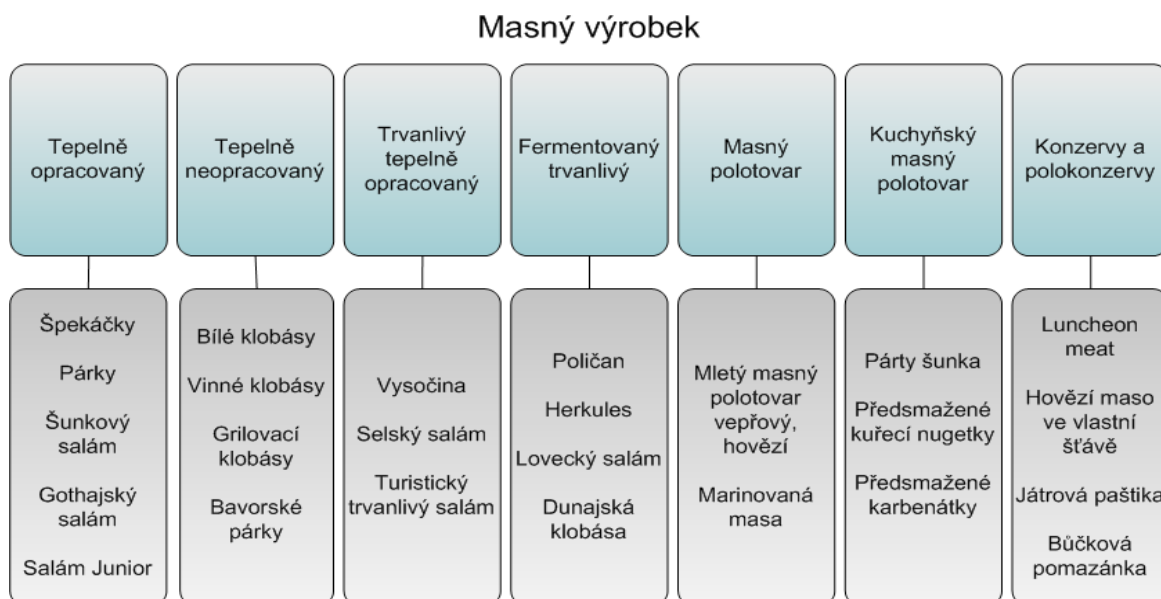 Masný výrobek
Tepelně
opracovaný
Tepelně
neopracovaný
Trvanlivý
tepelně
opracovaný
Fermentovaný
trvanlivý
Masný
polotovar
Kuchyňský
masný
polotovar
Konzervy a
polokonzervy
Špekáčky
Párky
Šunkový
salám
Gothajský
salám
Salám Junior
Bílé klobásy
Vinné klobásy
Grilovací
klobásy
Bavorské
párky
Vysočina
Selský salám
Turistický
trvanlivý salám
Poličan
Herkules
Lovecký salám
Dunajská
klobása
Mletý masný
polotovar
vepřový,
hovězí
Marinovaná
masa
Párty šunka
Předsmažené
kuřecí nugetky
Předsmažené
karbenátky
Luncheon
meat
Hovězí maso
ve vlastní
šťávě
Játrová paštika
Bůčková
pomazánka